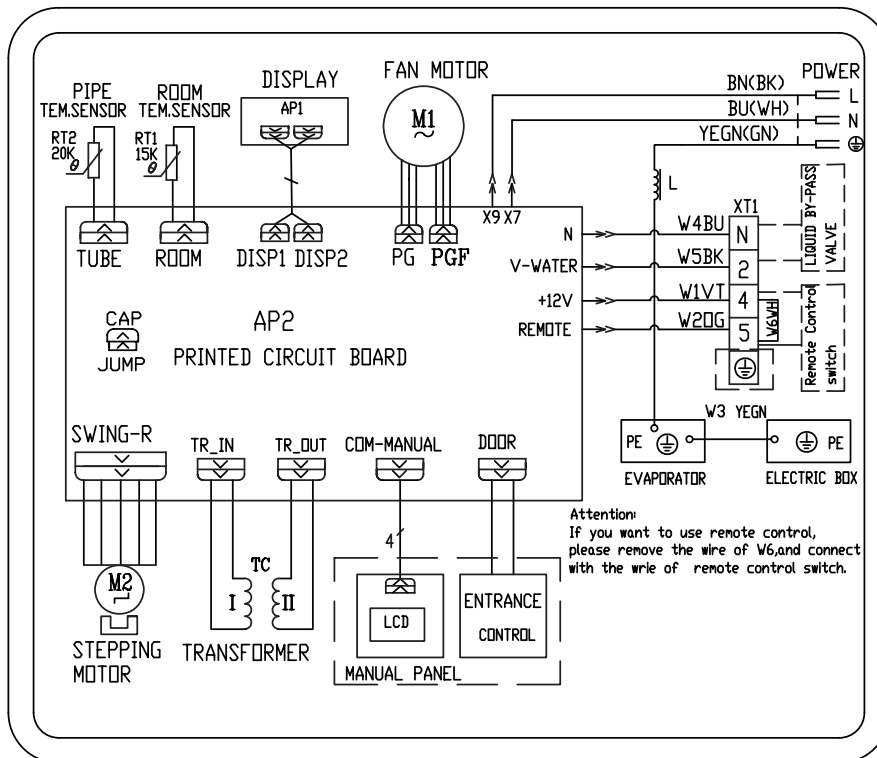 PIPE
TEM.SENSOR
ROOM
TEM.SENSOR
DISPLAY
AP1
FAN MOTOR
M1
~
BN(BK)
BU(WH)
YEGN(GN)
POWER
L
N
RT2
20K
θ
RT1
15K
θ
L
X9 X7
TUBE
ROOM
DISP1 DISP2
PG
PGF
N
V-WATER
+12V
REMOTE
W4BU
W5BK
W1VT
W2OG
XT1
N
2
4
5
W6WH
LIQUID BY-PASS
VALVE
Remote Control
switch
CAP
JUMP
AP2
PRINTED CIRCUIT BOARD
SWING-R
TR_IN
TR_OUT
COM-MANUAL
DOOR
W3 YEGN
PE
EVAPORATOR
PE
ELECTRIC BOX
Attention:
If you want to use remote control,
please remove the wire of W6,and connect
with the wrie of remote control switch.
M2
STEPPING
MOTOR
TC
I
II
TRANSFORMER
4
LCD
MANUAL PANEL
ENTRANCE
CONTROL